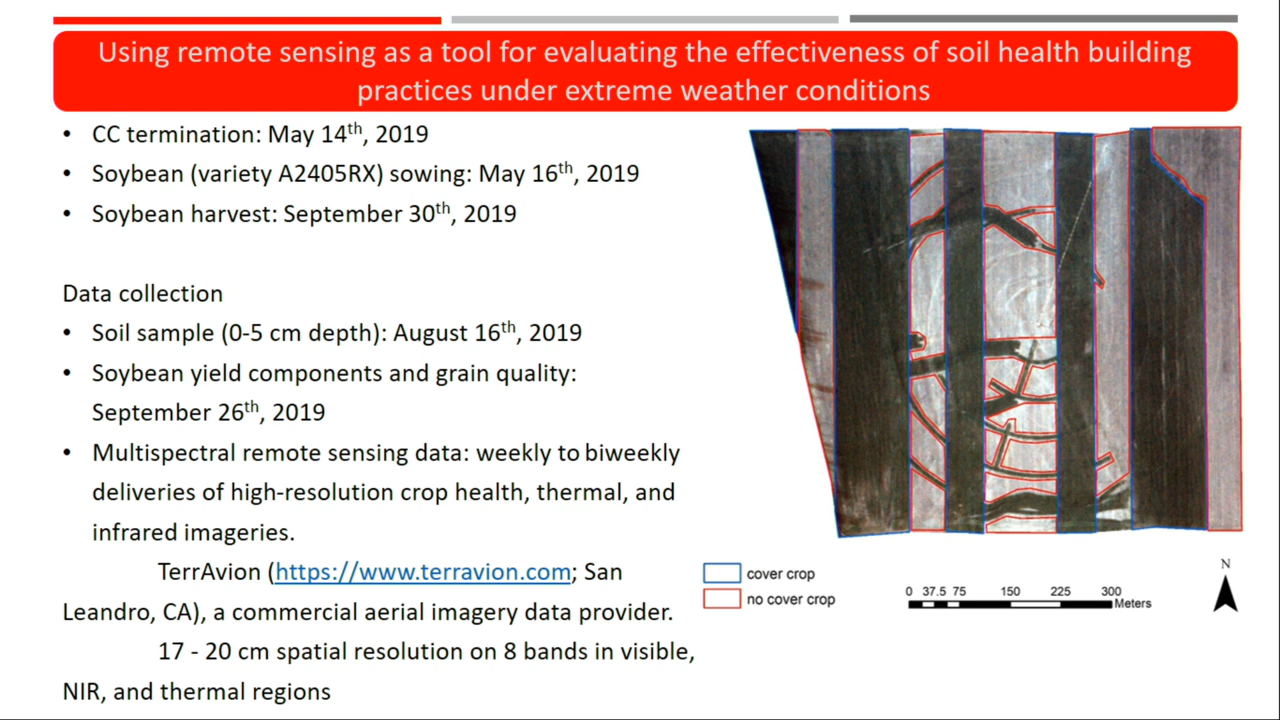 Using remote sensing as a tool for evaluating the effectiveness of soil health building
practices under extreme weather conditions
• CC termination: May 14th, 2019
• Soybean (variety A2405RX) sowing: May 16th, 2019
• Soybean harvest: September 30th, 2019
Data collection
• Soil sample (0-5 cm depth): August 16th, 2019
• Soybean yield components and grain quality:
September 26th, 2019
• Multispectral remote sensing data: weekly to biweekly
deliveries of high-resolution crop health, thermal, and
infrared imageries.
TerrAvion (https://www.terravion.com; San
Leandro, CA), a commercial aerial imagery data provider.
17 - 20 cm spatial resolution on 8 bands in visible,
NIR, and thermal regions
cover crop
no cover crop
0 37.5 75 150 225 300
Meters
N